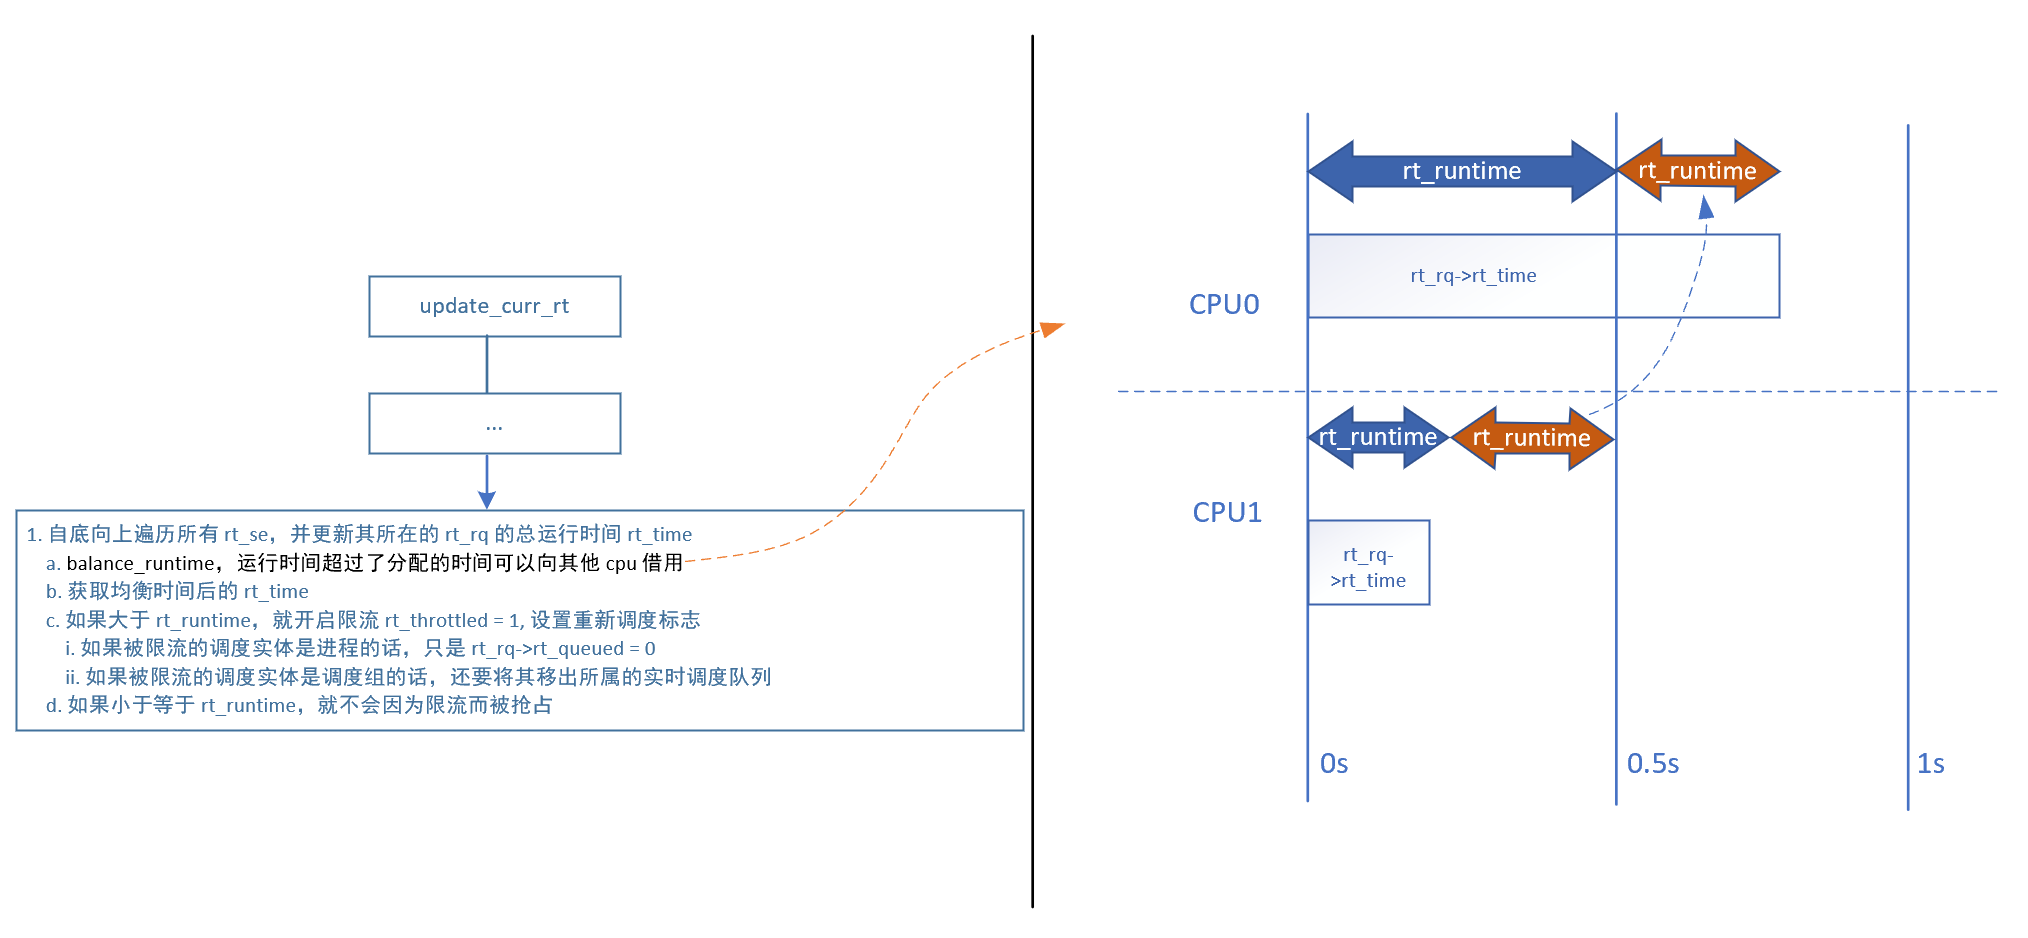 update_curr_rt
...
1. 自底向上遍历所有 rt_se，并更新其所在的 rt_rq 的总运行时间 rt_time
a. balance_runtime，运行时间超过了分配的时间可以向其他 cpu 借用
b. 获取均衡时间后的 rt_time
c. 如果大于 rt_runtime，就开启限流 rt_throttled = 1, 设置重新调度标志
i. 如果被限流的调度实体是进程的话，只是 rt_rq->rt_queued = 0
ii. 如果被限流的调度实体是调度组的话，还要将其移出所属的实时调度队列
d. 如果小于等于 rt_runtime，就不会因为限流而被抢占
rt_runtime
rt_runtime
rt_rq->rt_time
CPU0
rt_runtime
rt_runtime
CPU1
rt_rq-
>rt_time
0s
0.5s
1s